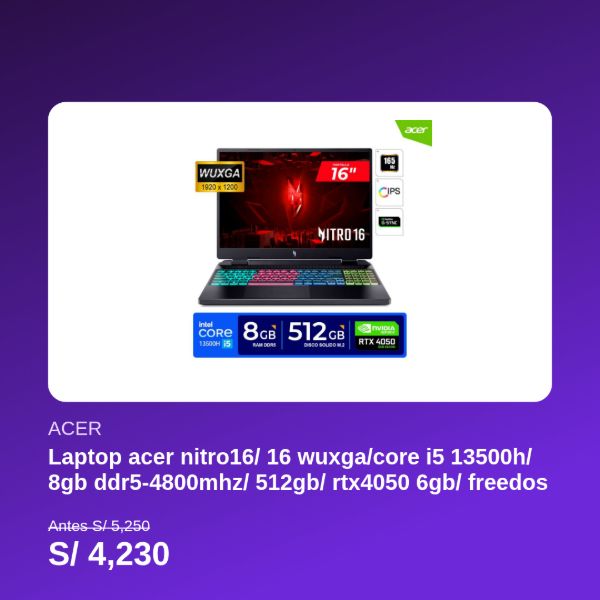 acer
WUXGA
1920 x 1200
16"
165
Hz
IPS
G-SYNC
NITRO 16
intel
CORE
13500H i5
8GB
RAM DDR5
512GB
DISCO SOLIDO M.2
NVIDIA
RTX 4050
ACER
Laptop acer nitro16/ 16 wuxga/core i5 13500h/
8gb ddr5-4800mhz/ 512gb/ rtx4050 6gb/ freedos
Antes S/ 5,250
S/ 4,230